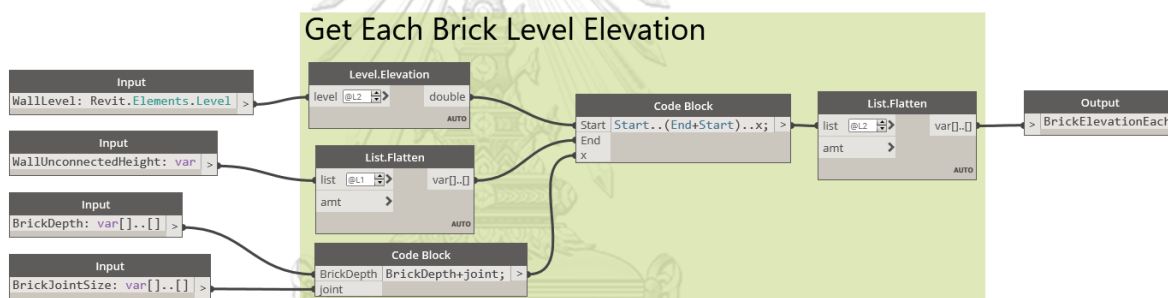 Get Each Brick Level Elevation
Input
WallLevel: Revit.Elements.Level >
Input
WallUnconnectedHeight: var >
Input
BrickDepth: var[]..[] >
Input
BrickJointSize: var[]..[] >
Level.Elevation
level @L2 > double
AUTO
List.Flatten
list @L1 > var[]..[]
amt >
AUTO
Code Block
BrickDepth BrickDepth+joint; >
joint
Code Block
Start Start..(End+Start)..x; >
End
x
List.Flatten
list @L2 > var[]..[]
amt >
AUTO
Output
> BrickElevationEach